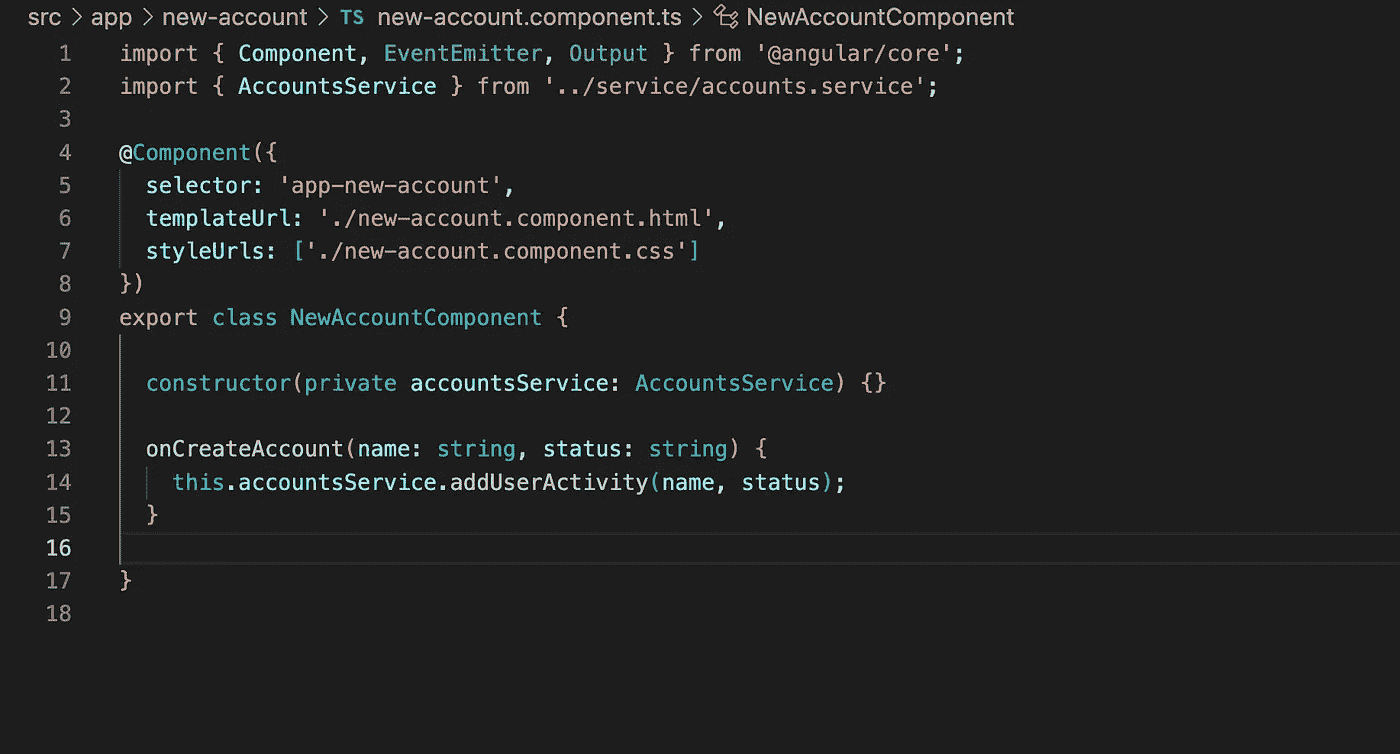 src > app > new-account > TS new-account.component.ts > NewAccountComponent
1 import { Component, EventEmitter, Output } from '@angular/core';
2 import { AccountsService } from '../service/accounts.service';
3
4 @Component({
5   selector: 'app-new-account',
6   templateUrl: './new-account.component.html',
7   styleUrls: ['./new-account.component.css']
8 })
9 export class NewAccountComponent {
10
11   constructor(private accountsService: AccountsService) {}
12
13   onCreateAccount(name: string, status: string) {
14     this.accountsService.addUserActivity(name, status);
15   }
16
17 }
18